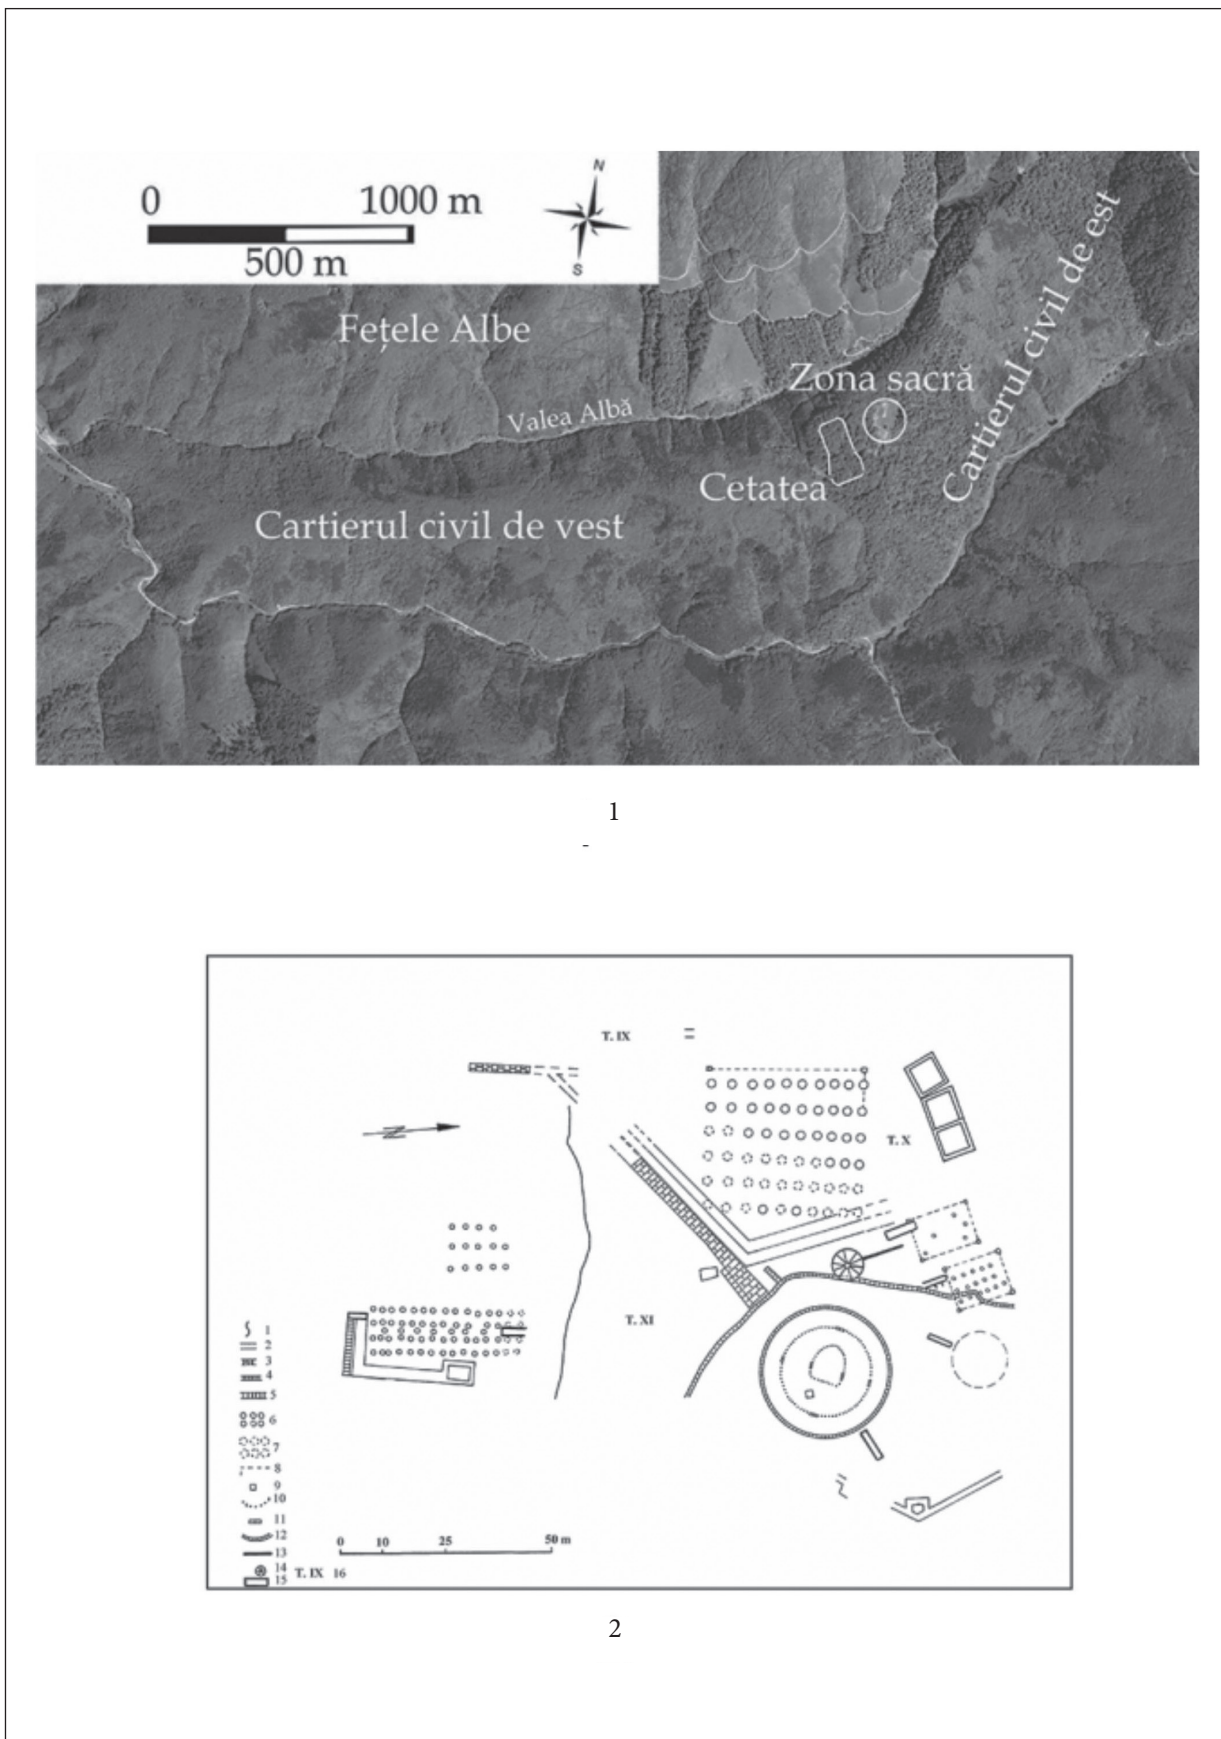 0 1000 m
500 m
N
S
Fețele Albe
Valea Albă
Zona sacră
Cetatea
Cartierul civil de est
Cartierul civil de vest
1
-
T. IX
N
T. X
T. XI
1
2
3
4
5
6
7
8
9
10
11
12
13
14
15
T. IX 16
0 10 25 50 m
2